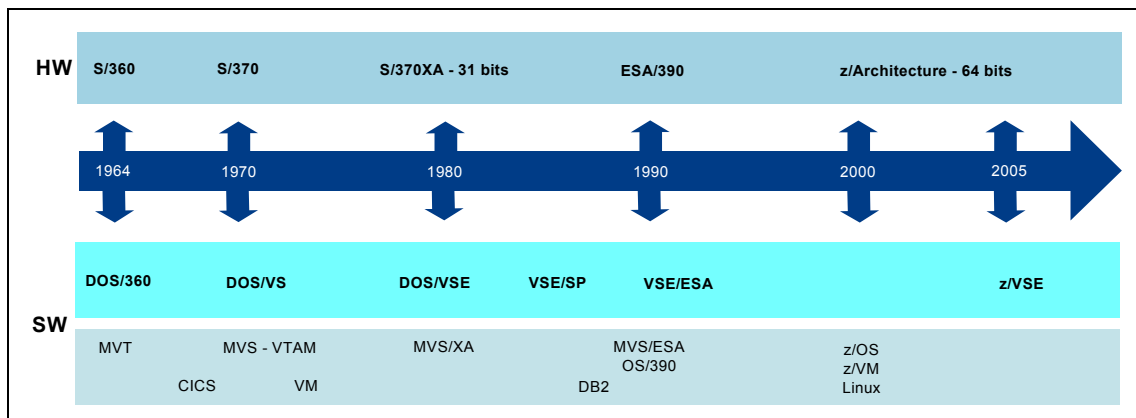 HW S/360 S/370 S/370XA - 31 bits ESA/390 z/Architecture - 64 bits
1964 1970 1980 1990 2000 2005
DOS/360 DOS/VS DOS/VSE VSE/SP VSE/ESA z/VSE
SW
MVT MVS - VTAM MVS/XA MVS/ESA z/OS
OS/390 z/VM
CICS VM DB2 Linux